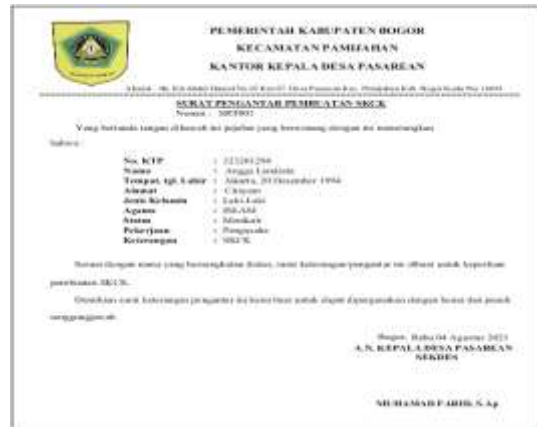 PEMERINTAH KABUPATEN BOGOR
KECAMATAN PAMIJAHAN
KANTOR KEPALA DESA PASAREAN
SURAT PENGANTAR PEMBUATAN SKCK
Nomor :
Yang bertanda tangan dibawah ini pejabat yang berwenang dengan ini menerangkan
bahwa :
No. KTP : 323201294
Nama : Angga
Tempat, tgl. Lahir : Jakarta, 20 Desember 1994
Alamat :
Jenis Kelamin : Laki-Laki
Agama : ISLAM
Status : Menikah
Pekerjaan :
Keterangan : SKCK
Sesuai dengan nama yang bersangkutan diatas, surat keterangan/pengantar ini dibuat untuk keperluan
pembuatan SKCK.
Demikian surat keterangan pengantar ini kami buat untuk dapat dipergunakan dengan benar dan penuh
tanggungjawab.
Bogor, Rabu 04 Agustus 2021
A.N. KEPALA DESA PASAREAN
SEKDES
MUHAMAD FARID, S.Ap